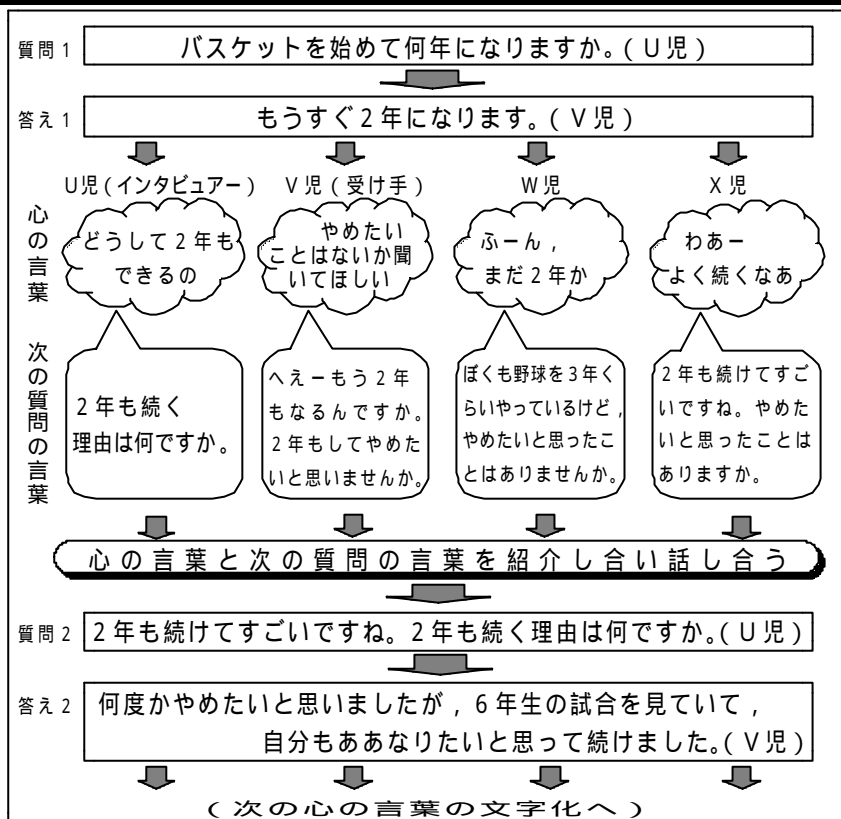 質問1
バスケットを始めて何年になりますか。(U児)
答え1
もうすぐ2年になります。(V児)
U児(インタビュアー)
V児(受け手)
W児
X児
心の言葉
どうして2年も
できるの
やめたい
ことはないか聞
いてほしい
ふーん,
まだ2年か
わあー
よく続くなあ
次の質問の言葉
2年も続く
理由は何ですか。
へえーもう2年
もなるんですか。
2年もしてやめた
いと思いませんか。
ぼくも野球を3年く
らいやっているけど,
やめたいと思ったこ
とはありませんか。
2年も続けてすご
いですね。やめた
いと思ったことは
ありますか。
心の言葉と次の質問の言葉を紹介し合い話し合う
質問2
2年も続けてすごいですね。2年も続く理由は何ですか。(U児)
答え2
何度かやめたいと思いましたが,6年生の試合を見ていて,
自分もああなりたいと思って続けました。(V児)
(次の心の言葉の文字化へ)